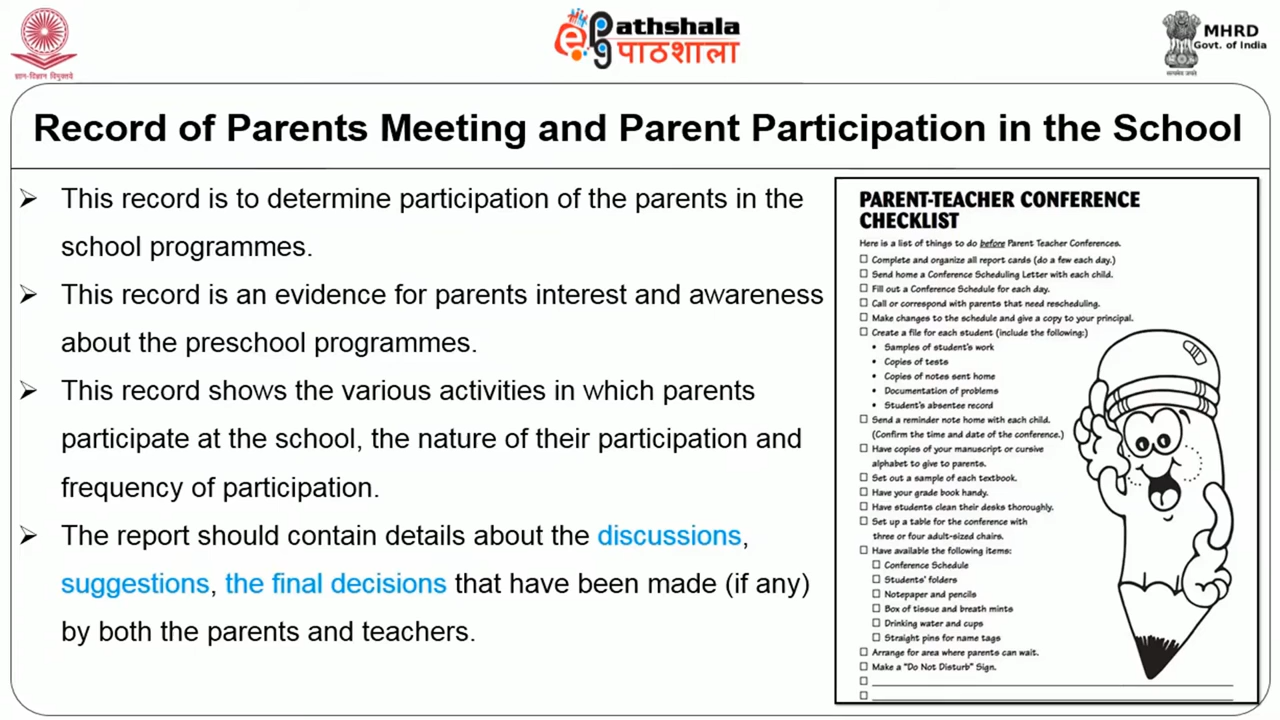 ज्ञान-विज्ञान विमुक्तये
ePG Pathshala
पाठशाला
MHRD
Govt. of India
सत्यमेव जयते
Record of Parents Meeting and Parent Participation in the School
➢ This record is to determine participation of the parents in the
school programmes.
➢ This record is an evidence for parents interest and awareness
about the preschool programmes.
➢ This record shows the various activities in which parents
participate at the school, the nature of their participation and
frequency of participation.
➢ The report should contain details about the discussions,
suggestions, the final decisions that have been made (if any)
by both the parents and teachers.
PARENT-TEACHER CONFERENCE
CHECKLIST
Here is a list of things to do before Parent Teacher Conferences.
☐ Complete and organize all report cards (do a few each day.)
☐ Send home a Conference Scheduling Letter with each child.
☐ Fill out a Conference Schedule for each day.
☐ Call or correspond with parents that need rescheduling.
☐ Make changes to the schedule and give a copy to your principal.
☐ Create a file for each student (include the following:)
• Samples of student's work
• Copies of tests
• Copies of notes sent home
• Documentation of problems
• Student's absentee record
☐ Send a reminder note home with each child.
(Confirm the time and date of the conference.)
☐ Have copies of your manuscript or cursive
alphabet to give to parents.
☐ Set out a sample of each textbook.
☐ Have your grade book handy.
☐ Have students clean their desks thoroughly.
☐ Set up a table for the conference with
three or four adult-sized chairs.
☐ Have available the following items:
☐ Conference Schedule
☐ Students' folders
☐ Notepaper and pencils
☐ Box of tissue and breath mints
☐ Drinking water and cups
☐ Straight pins for name tags
☐ Arrange for area where parents can wait.
☐ Make a "Do Not Disturb" Sign.